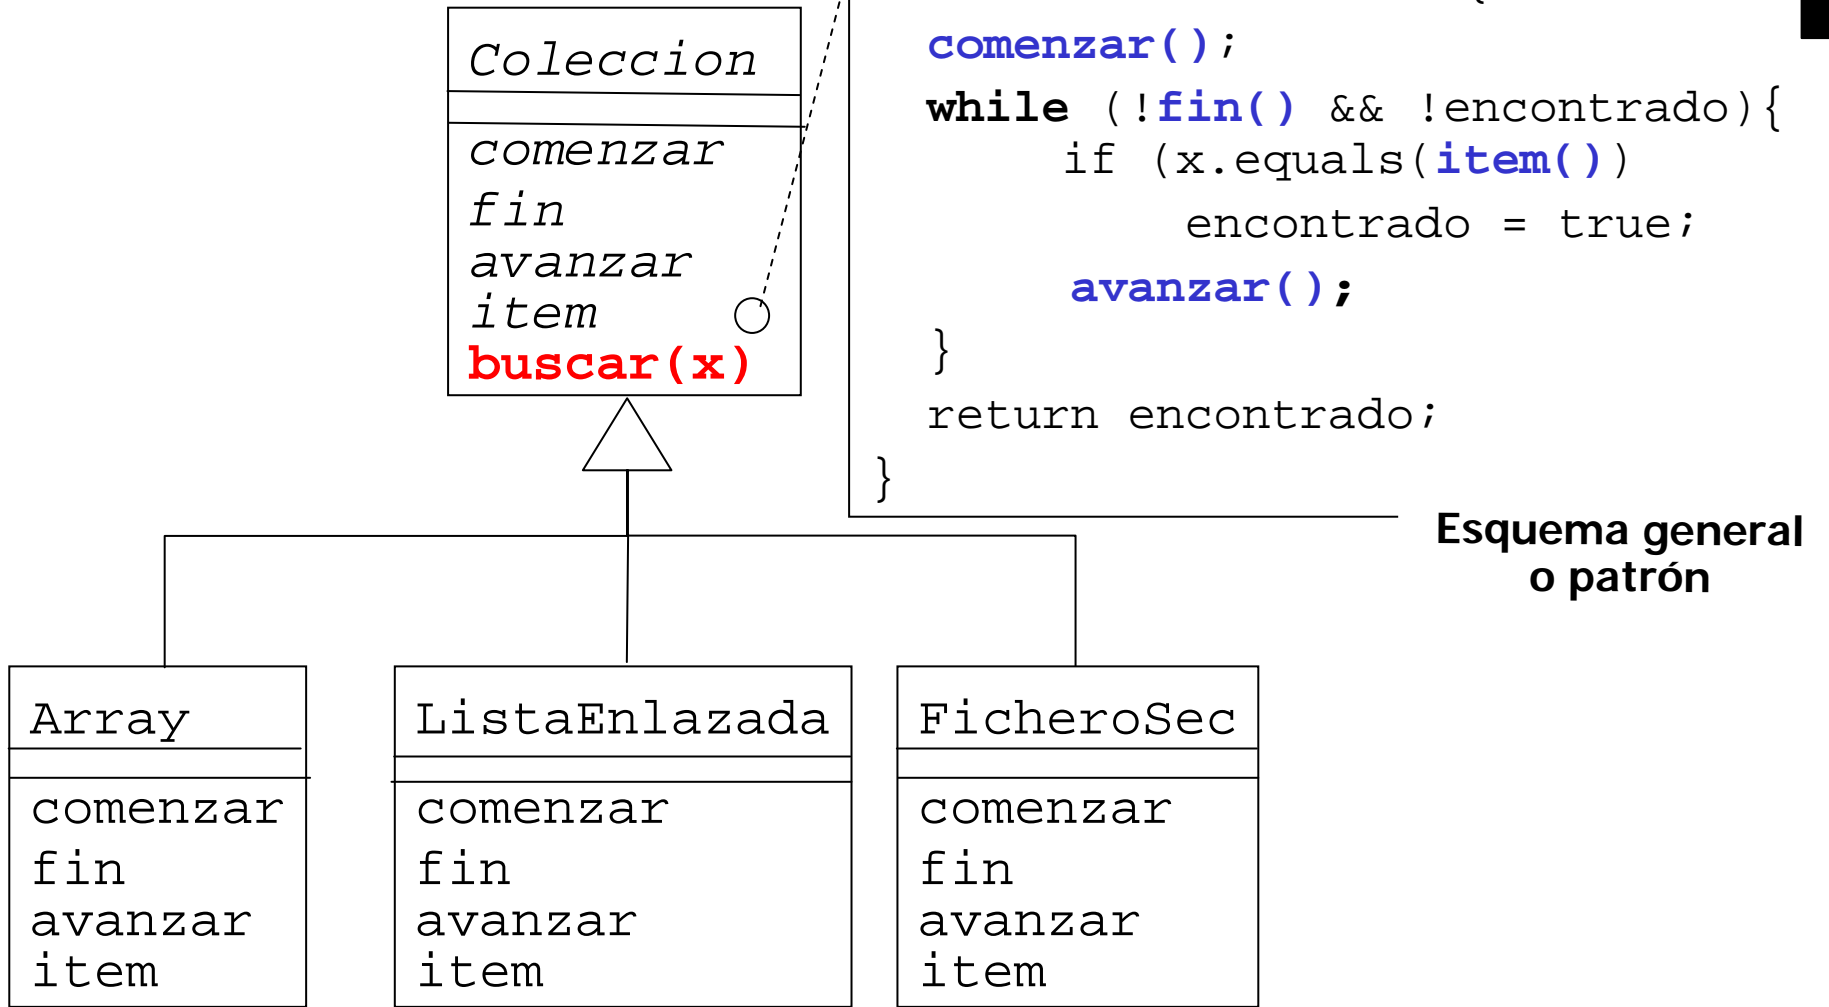 Coleccion
comenzar
fin
avanzar
item
buscar(x)
comenzar();
while (!fin() && !encontrado){
if (x.equals(item())
encontrado = true;
avanzar();
}
return encontrado;
}
Esquema general
o patrón
Array
comenzar
fin
avanzar
item
ListaEnlazada
comenzar
fin
avanzar
item
FicheroSec
comenzar
fin
avanzar
item